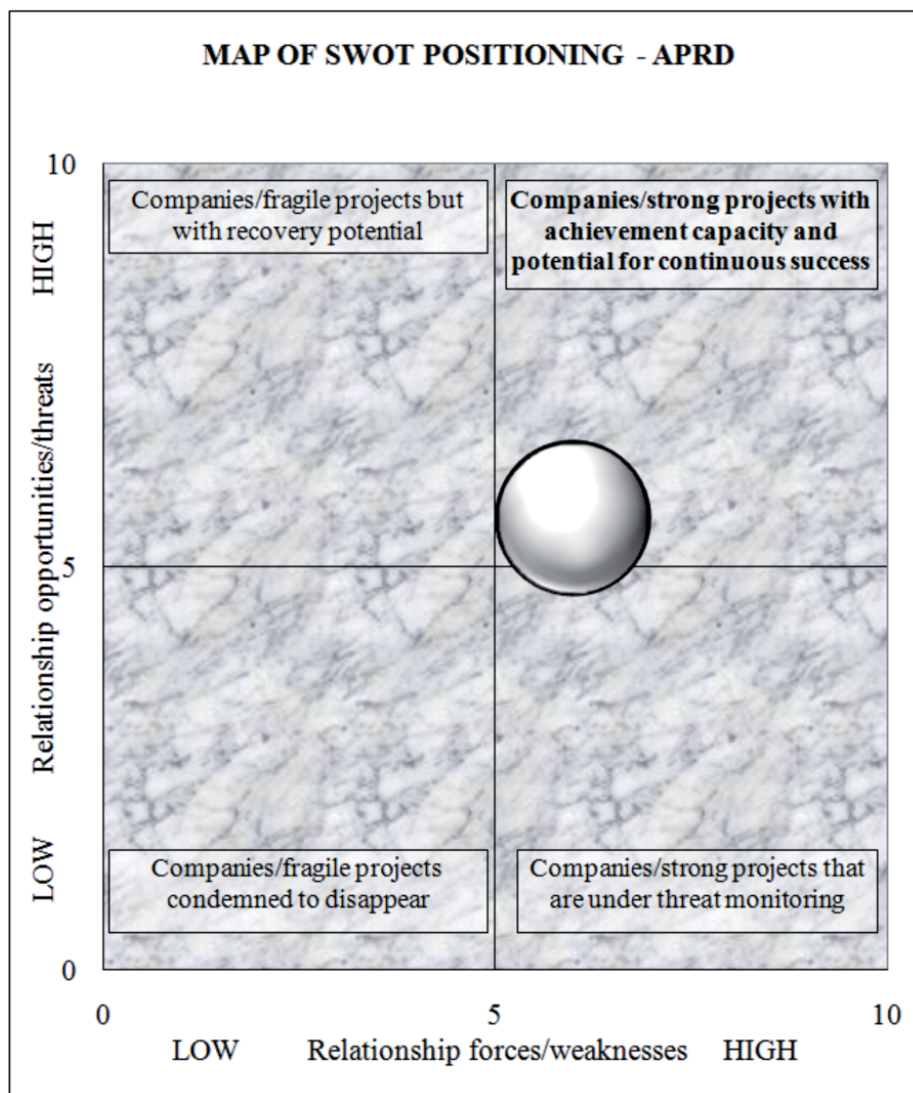 MAP OF SWOT POSITIONING - APRD
10
Companies/fragile projects but
with recovery potential
Companies/strong projects with
achievement capacity and
potential for continuous success
HIGH
Relationship opportunities/threats
5
LOW
Companies/fragile projects
condemned to disappear
Companies/strong projects that
are under threat monitoring
0
0 5 10
LOW Relationship forces/weaknesses HIGH